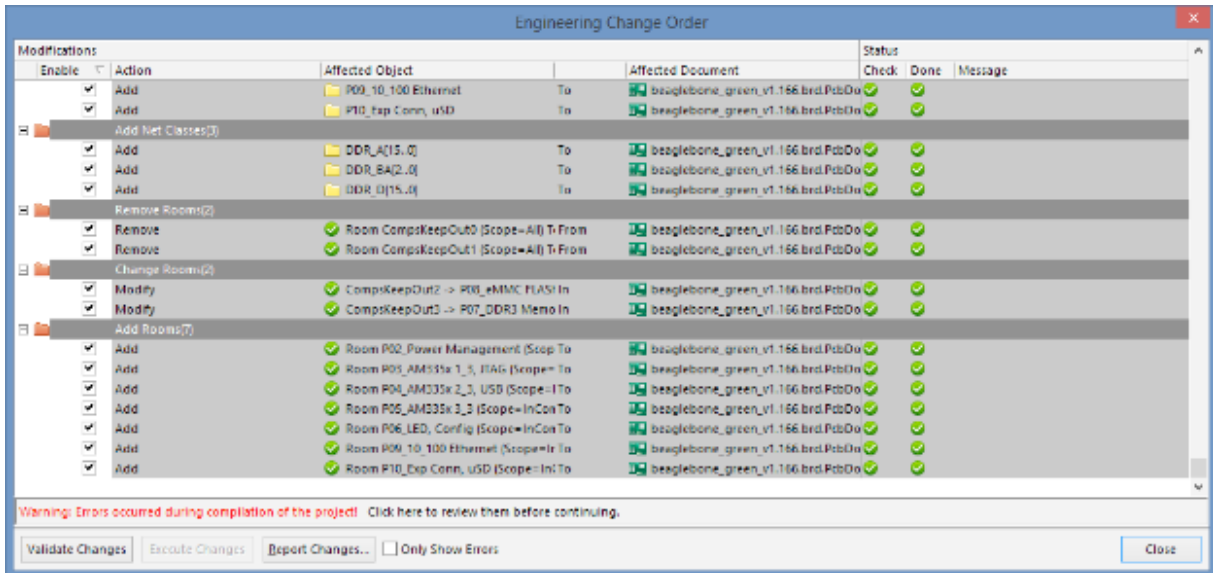 Engineering Change Order
Modifications Status
Enable Action Affected Object Affected Document Check Done Message
Add P09_10_100 Ethernet To beaglebone_green_v1.166.brd.PcbDo
Add P10_Exp Conn, uSD To beaglebone_green_v1.166.brd.PcbDo
Add Net Classes(3)
Add DDR_A[15..0] To beaglebone_green_v1.166.brd.PcbDo
Add DDR_BA[2..0] To beaglebone_green_v1.166.brd.PcbDo
Add DDR_D[15..0] To beaglebone_green_v1.166.brd.PcbDo
Remove Rooms(2)
Remove Room CompsKeepOut0 (Scope=All) T From beaglebone_green_v1.166.brd.PcbDo
Remove Room CompsKeepOut1 (Scope=All) T From beaglebone_green_v1.166.brd.PcbDo
Change Rooms(2)
Modify CompsKeepOut2 -> P08_eMMC FLAS In beaglebone_green_v1.166.brd.PcbDo
Modify CompsKeepOut3 -> P07_DDR3 Memo In beaglebone_green_v1.166.brd.PcbDo
Add Rooms(7)
Add Room P02_Power Management (Scop To beaglebone_green_v1.166.brd.PcbDo
Add Room P03_AM335x 1_3, JTAG (Scope= To beaglebone_green_v1.166.brd.PcbDo
Add Room P04_AM335x 2_3, USB (Scope=I To beaglebone_green_v1.166.brd.PcbDo
Add Room P05_AM335x 3_3 (Scope=InCon To beaglebone_green_v1.166.brd.PcbDo
Add Room P06_LED, Config (Scope=InCon To beaglebone_green_v1.166.brd.PcbDo
Add Room P09_10_100 Ethernet (Scope=Ir To beaglebone_green_v1.166.brd.PcbDo
Add Room P10_Exp Conn, uSD (Scope=In To beaglebone_green_v1.166.brd.PcbDo
Warning: Errors occurred during compilation of the project! Click here to review them before continuing.
Validate Changes Execute Changes Report Changes... Only Show Errors Close